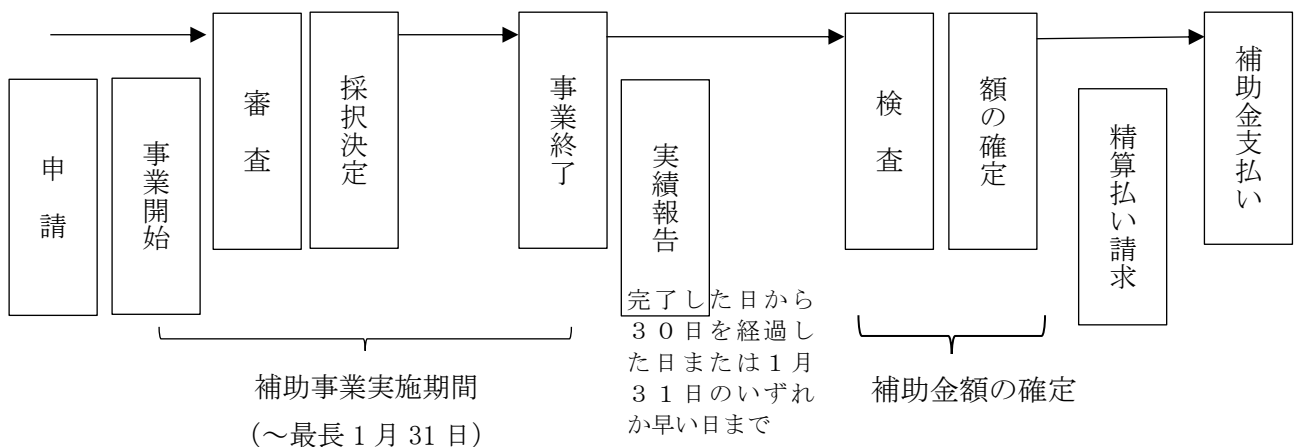 申請
事業開始
審査
採択決定
事業終了
実績報告
検査
額の確定
精算払い請求
補助金支払い
完了した日から
３０日を経過し
た日または１月
３１日のいずれ
か早い日まで
補助事業実施期間
（～最長 1 月 31 日）
補助金額の確定